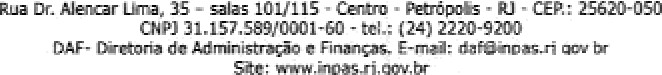 Rua Dr. Alencar Lima, 35 - salas 101/115 - Centro - Petrópolis - RJ - CEP.: 25620-050
CNPJ 31.157.589/0001-60 - tel.: (24) 2220-9200
DAF- Diretoria de Administração e Finanças. E-mail: daf@inpas.rj gov br
Site: www.inpas.rj.gov.br